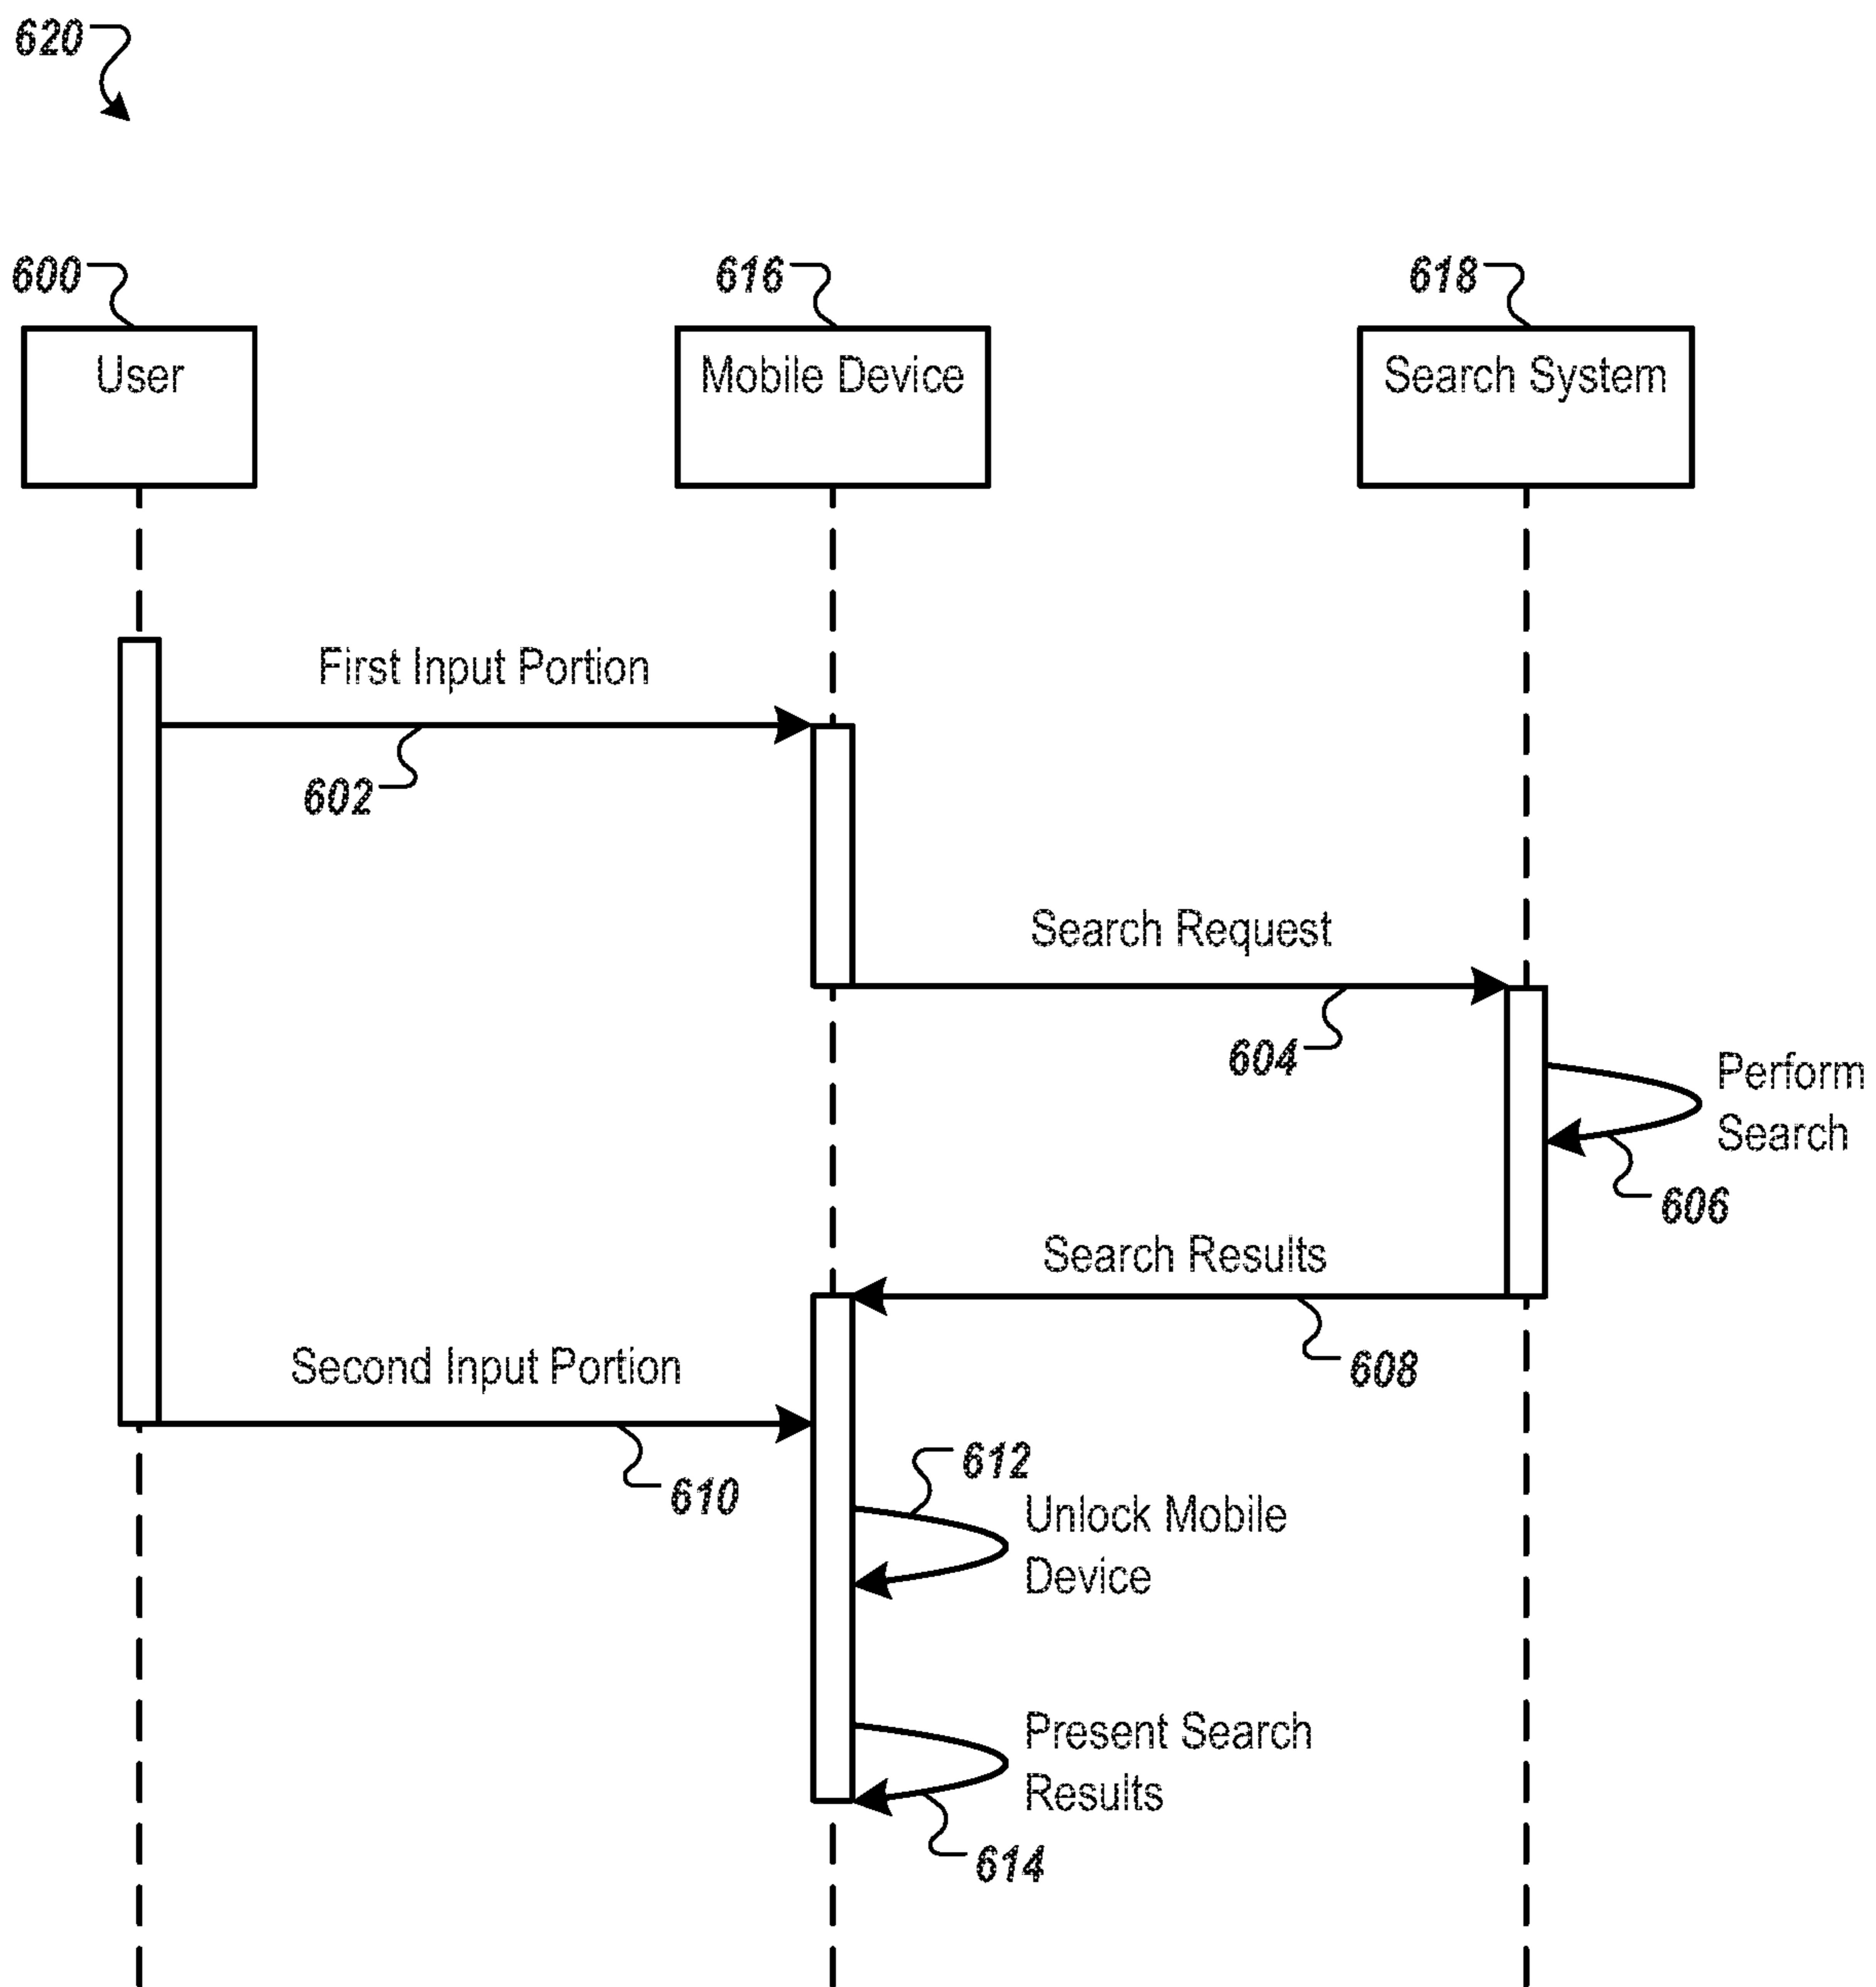 620
600
616
618
User
Mobile Device
Search System
First Input Portion
602
Search Request
604
Perform
Search
606
Search Results
608
Second Input Portion
610
612
Unlock Mobile
Device
Present Search
Results
614